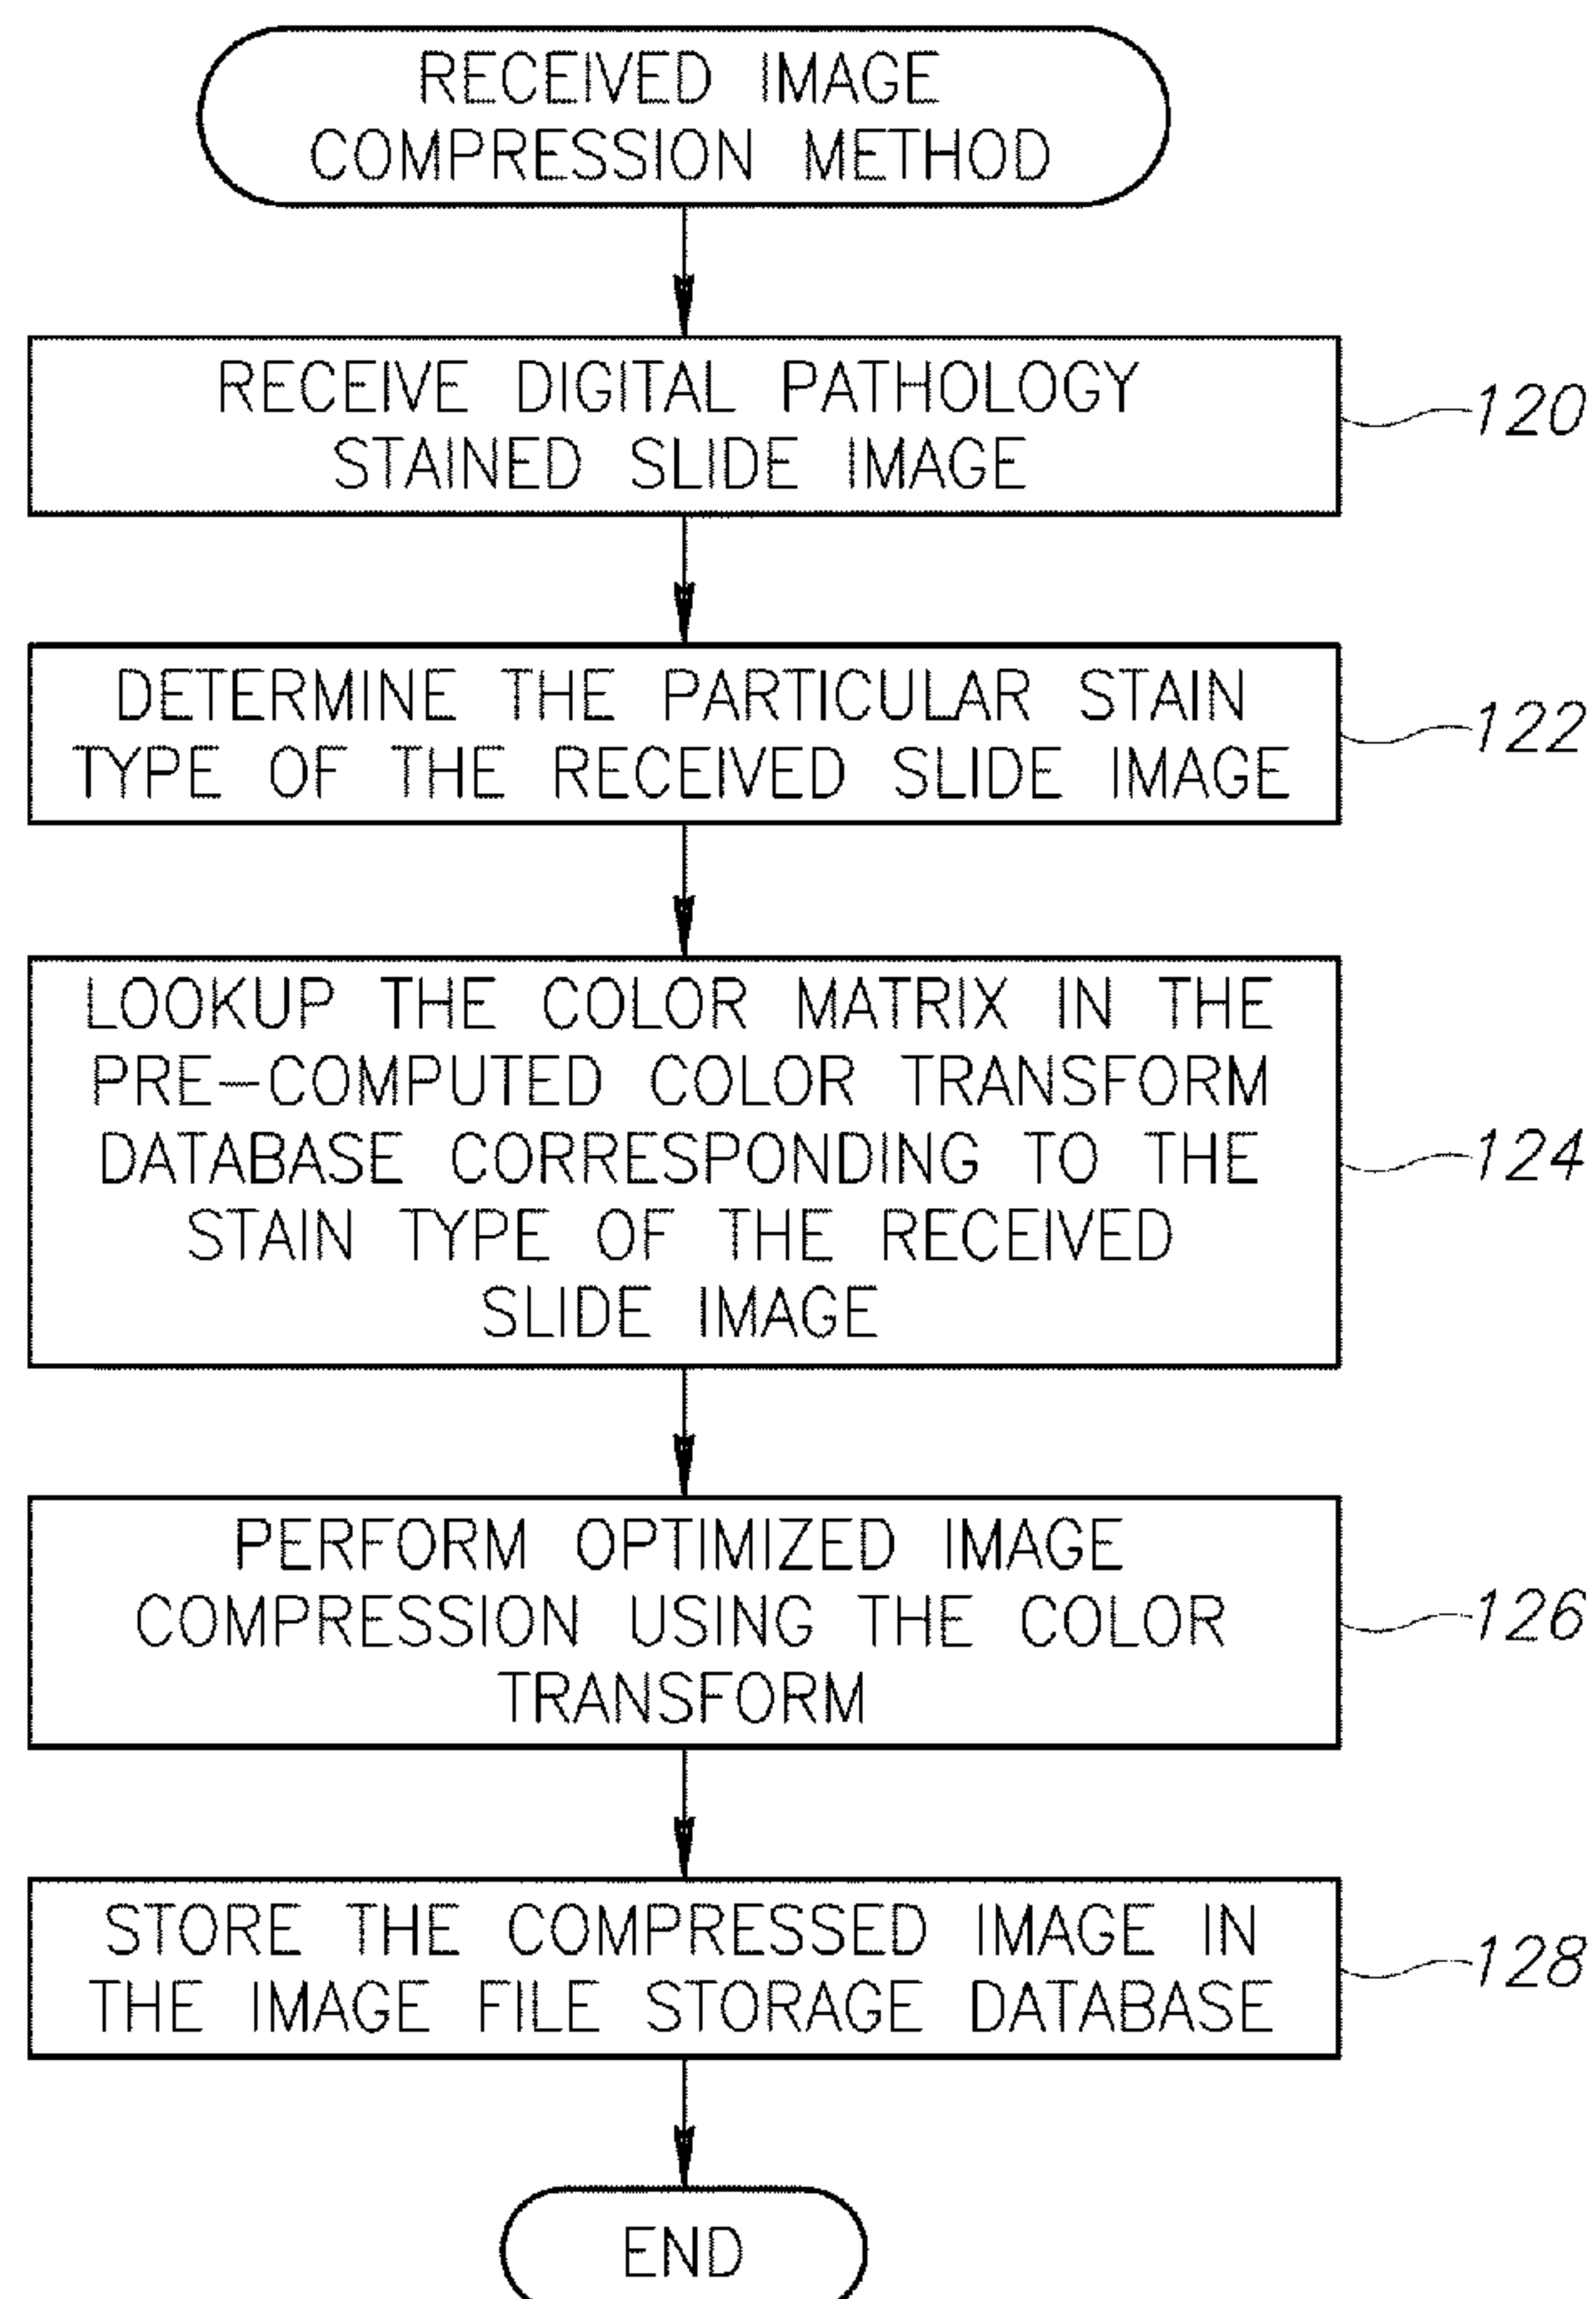 RECEIVED IMAGE
COMPRESSION METHOD
RECEIVE DIGITAL PATHOLOGY
STAINED SLIDE IMAGE
120
DETERMINE THE PARTICULAR STAIN
TYPE OF THE RECEIVED SLIDE IMAGE
122
LOOKUP THE COLOR MATRIX IN THE
PRE-COMPUTED COLOR TRANSFORM
DATABASE CORRESPONDING TO THE
STAIN TYPE OF THE RECEIVED
SLIDE IMAGE
124
PERFORM OPTIMIZED IMAGE
COMPRESSION USING THE COLOR
TRANSFORM
126
STORE THE COMPRESSED IMAGE IN
THE IMAGE FILE STORAGE DATABASE
128
END